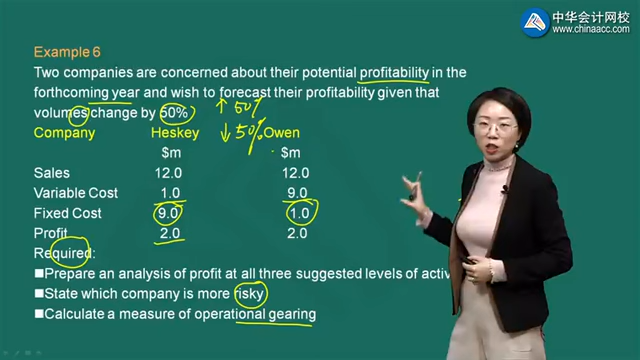 中华会计网校
www.chinaacc.com
Example 6
Two companies are concerned about their potential profitability in the
forthcoming year and wish to forecast their profitability given that
volumes change by 50%
↑ 50%
↓ 50%
Company Heskey Owen
$m $m
Sales 12.0 12.0
Variable Cost 1.0 9.0
Fixed Cost 9.0 1.0
Profit 2.0 2.0
Required:
■Prepare an analysis of profit at all three suggested levels of activ
■State which company is more risky
■Calculate a measure of operational gearing